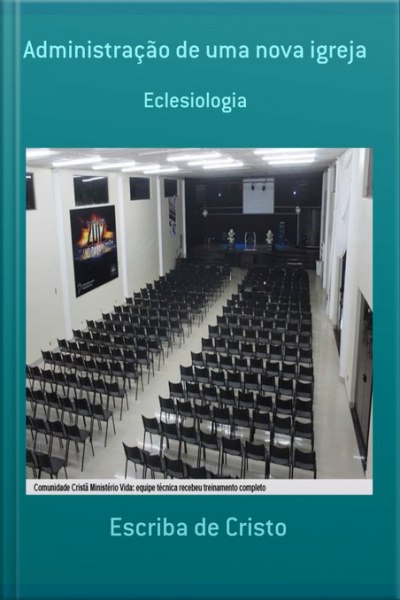 Administração de uma nova igreja
Eclesiologia
Comunidade Cristã Ministério Vida: equipe técnica recebeu treinamento completo
Escriba de Cristo